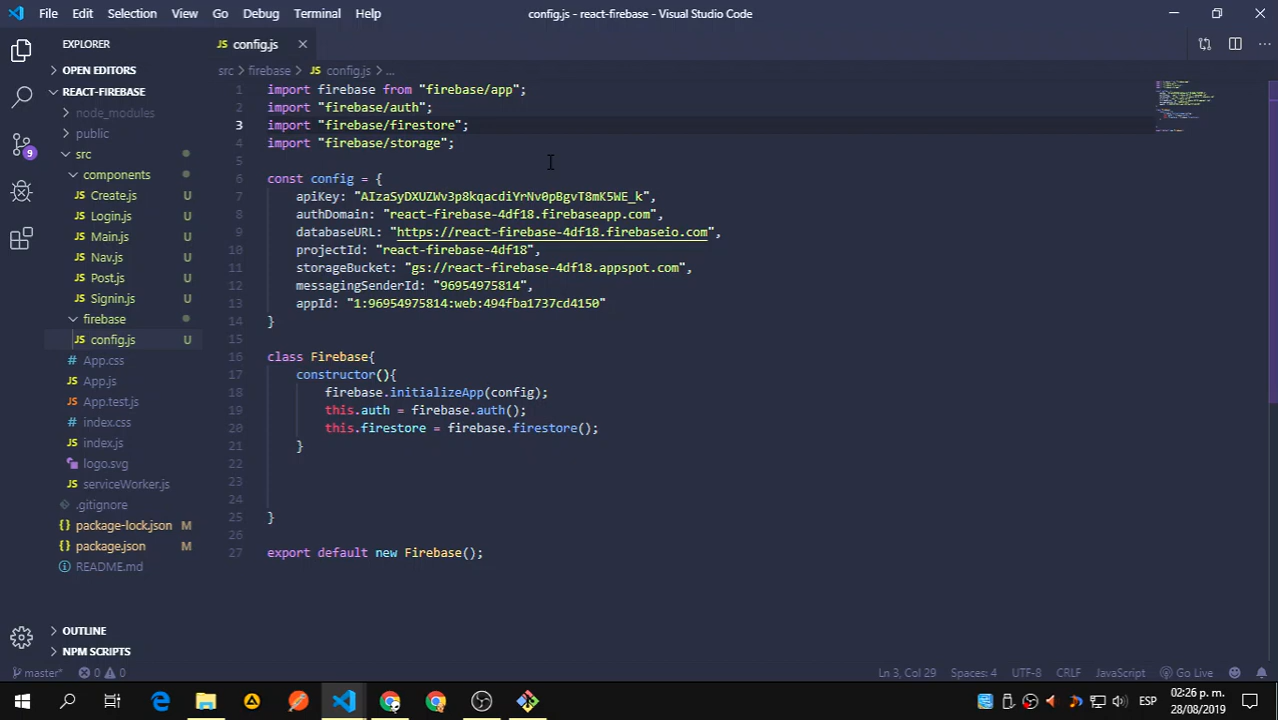 File Edit Selection View Go Debug Terminal Help config.js - react-firebase - Visual Studio Code
EXPLORER
OPEN EDITORS
REACT-FIREBASE
node_modules
public
src
components
Create.js U
Login.js U
Main.js U
Nav.js U
Post.js U
Signin.js U
firebase
config.js U
App.css
App.js
App.test.js
index.css
index.js
logo.svg
serviceWorker.js
.gitignore
package-lock.json M
package.json M
README.md
OUTLINE
NPM SCRIPTS
9
JS config.js
src > firebase > JS config.js > ...
1 import firebase from "firebase/app";
2 import "firebase/auth";
3 import "firebase/firestore";
4 import "firebase/storage";
5
6 const config = {
7 apiKey: "AIzaSyDXUZWv3p8kqacdiYrNv0pBgvT8mK5WE_k",
8 authDomain: "react-firebase-4df18.firebaseapp.com",
9 databaseURL: "https://react-firebase-4df18.firebaseio.com",
10 projectId: "react-firebase-4df18",
11 storageBucket: "gs://react-firebase-4df18.appspot.com",
12 messagingSenderId: "96954975814",
13 appId: "1:96954975814:web:494fba1737cd4150"
14 }
15
16 class Firebase{
17 constructor(){
18 firebase.initializeApp(config);
19 this.auth = firebase.auth();
20 this.firestore = firebase.firestore();
21 }
22
23
24
25 }
26
27 export default new Firebase();
master* 0 0 Ln 3, Col 29 Spaces: 4 UTF-8 CRLF JavaScript Go Live
ESP 02:26 p. m.
28/08/2019